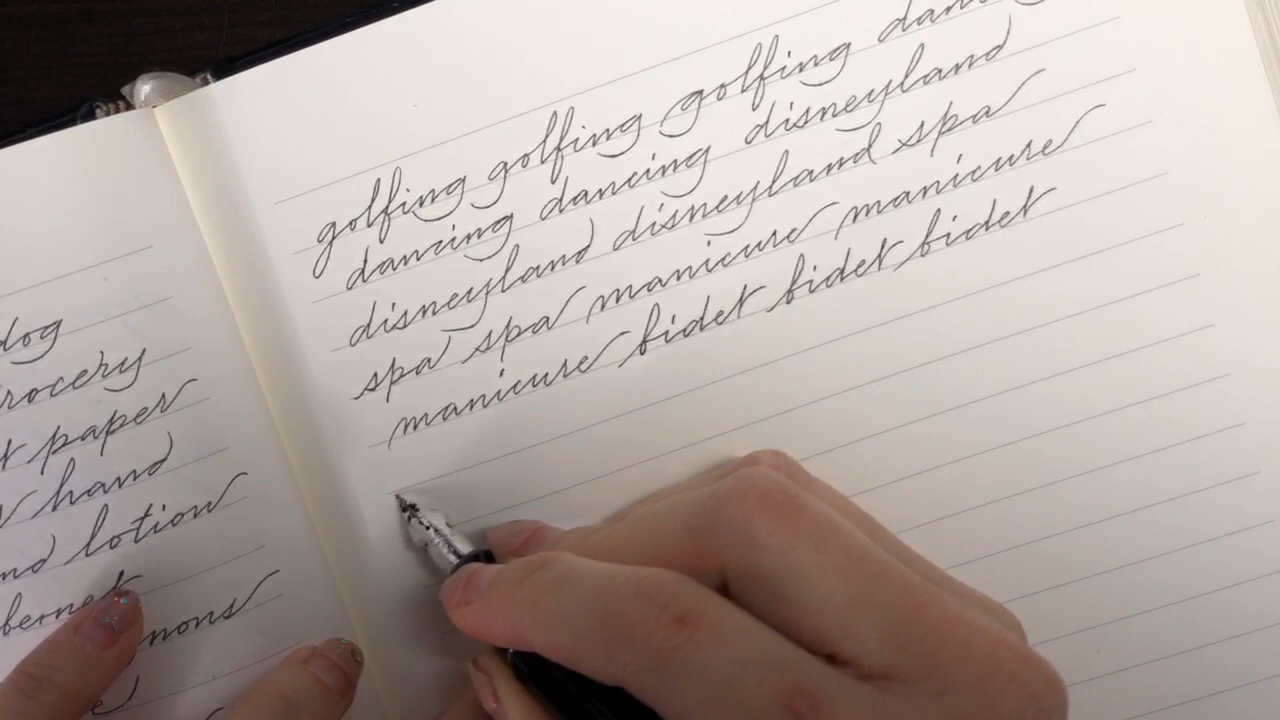 dog
rocery
t paper
hand
nd lotion
bernet
nons
golfing golfing golfing dancing
dancing dancing disneyland
disneyland disneyland spa
spa spa manicure manicure
manicure bidet bidet bidet